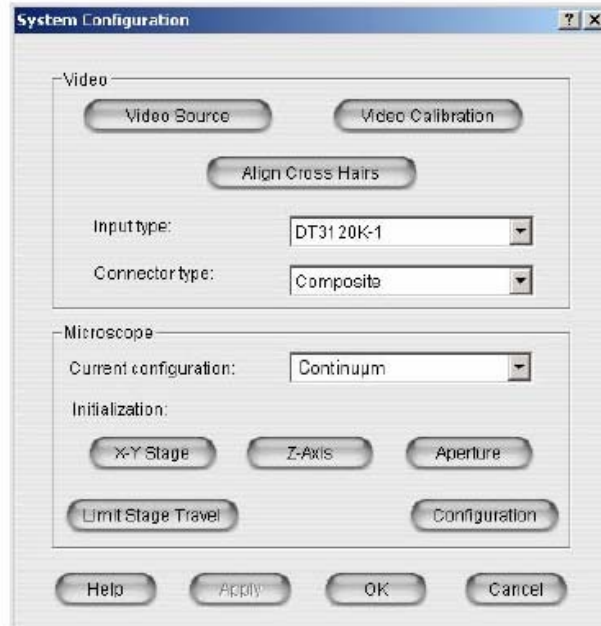 System Configuration
Video
Video Source Video Calibration
Align Cross Hairs
Input type: DT3120K-1
Connector type: Composite
Microscope
Current configuration: Continuµm
Initialization:
X-Y Stage Z-Axis Aperture
Limit Stage Travel Configuration
Help Apply OK Cancel